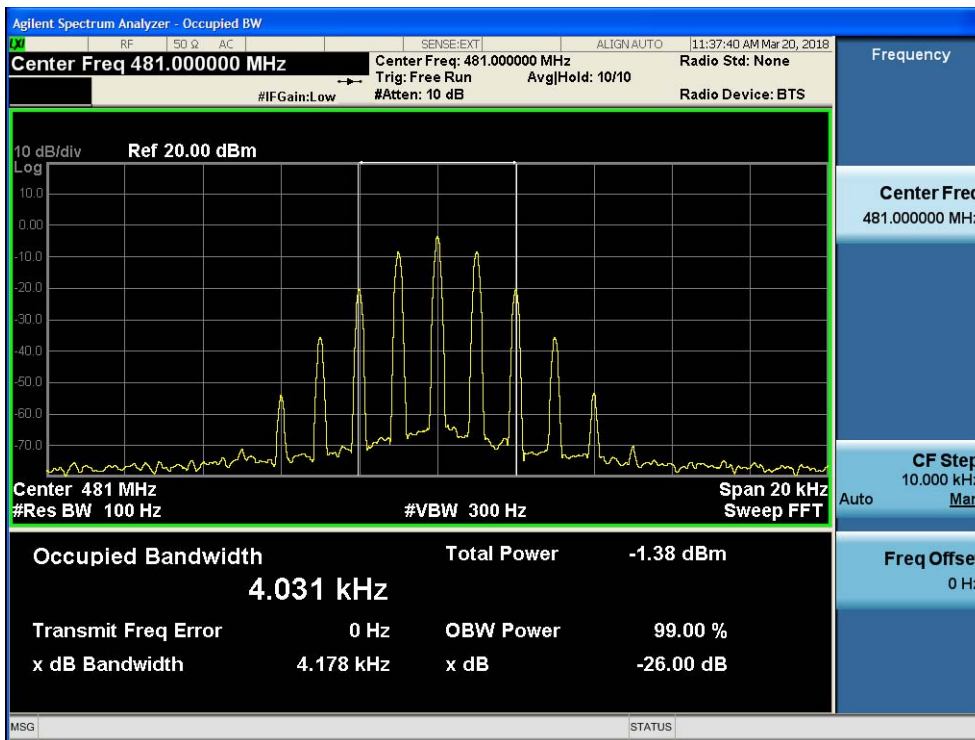 Agilent Spectrum Analyzer - Occupied BW
LXI RF 50 Ω AC SENSE:EXT ALIGN AUTO 11:37:40 AM Mar 20, 2018
Center Freq 481.000000 MHz Center Freq: 481.000000 MHz Radio Std: None
Trig: Free Run Avg|Hold: 10/10
#IFGain:Low #Atten: 10 dB Radio Device: BTS
10 dB/div Ref 20.00 dBm
Log
10.0
0.00
-10.0
-20.0
-30.0
-40.0
-50.0
-60.0
-70.0
Center 481 MHz Span 20 kHz
#Res BW 100 Hz #VBW 300 Hz Sweep FFT
Occupied Bandwidth Total Power -1.38 dBm
4.031 kHz
Transmit Freq Error 0 Hz OBW Power 99.00 %
x dB Bandwidth 4.178 kHz x dB -26.00 dB
MSG STATUS
Frequency
Center Freq
481.000000 MHz
CF Step
10.000 kHz
Auto Man
Freq Offse
0 Hz